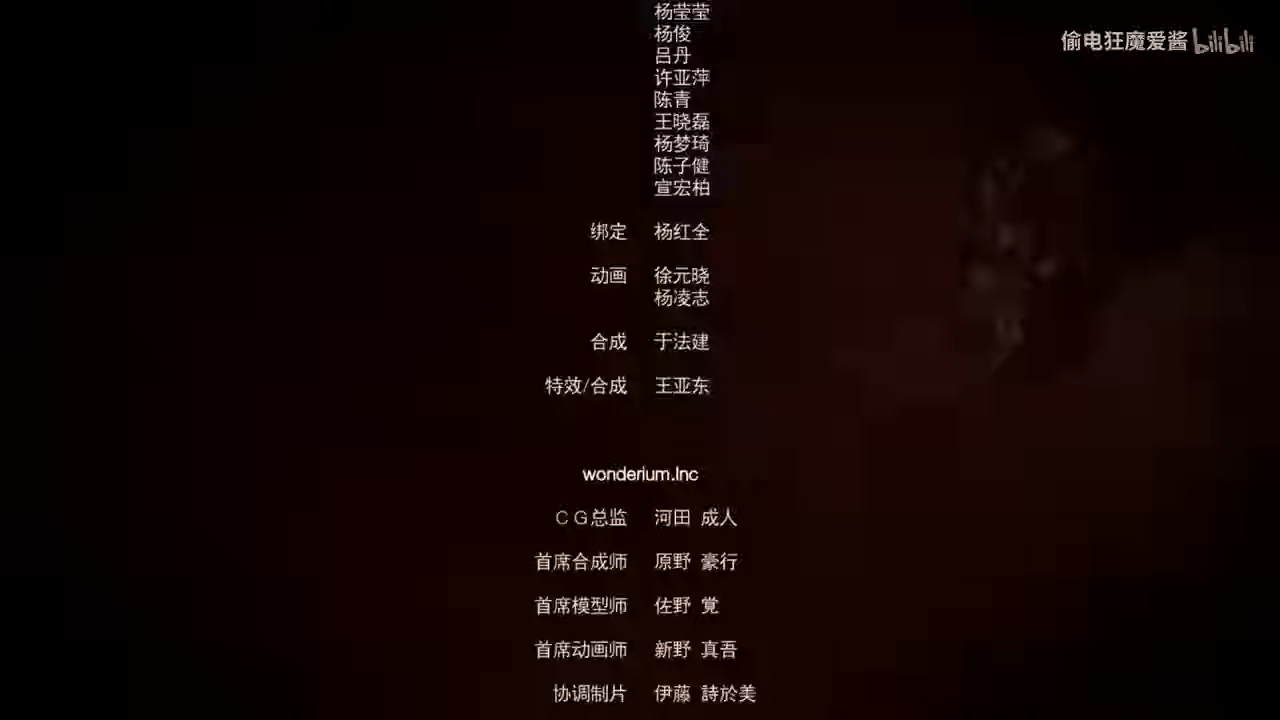 杨莹莹
偷电狂魔爱酱 bilibili
杨俊
吕丹
许亚萍
陈青
王晓磊
杨梦琦
陈子健
宣宏柏
绑定 杨红全
动画 徐元晓
杨凌志
合成 于法建
特效/合成 王亚东
wonderium.Inc
CG总监 河田 成人
首席合成师 原野 豪行
首席模型师 佐野 覚
首席动画师 新野 真吾
协调制片 伊藤 詩於美